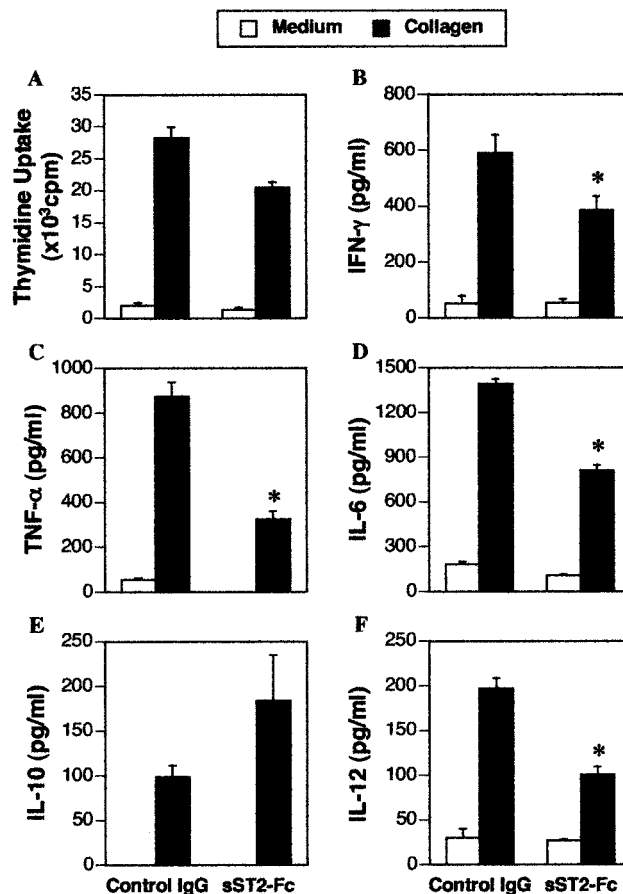 Medium Collagen
A
Thymidine Uptake
(x10³cpm)
35
30
25
20
15
10
5
0
B
IFN-γ (pg/ml)
800
600
400
200
0
*
C
TNF-α (pg/ml)
1000
800
600
400
200
0
*
D
IL-6 (pg/ml)
1500
1200
900
600
300
0
*
E
IL-10 (pg/ml)
250
200
150
100
50
0
Control IgG sST2-Fc
F
IL-12 (pg/ml)
250
200
150
100
50
0
*
Control IgG sST2-Fc